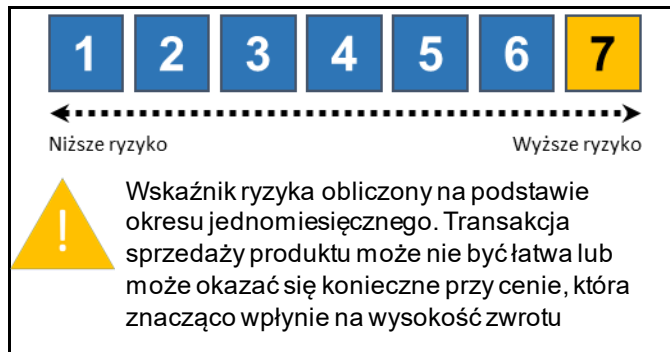 1 2 3 4 5 6 7
Niższe ryzyko Wyższe ryzyko
!
Wskaźnik ryzyka obliczony na podstawie
okresu jednomiesięcznego. Transakcja
sprzedaży produktu może nie być łatwa lub
może okazać się konieczne przy cenie, która
znacząco wpłynie na wysokość zwrotu